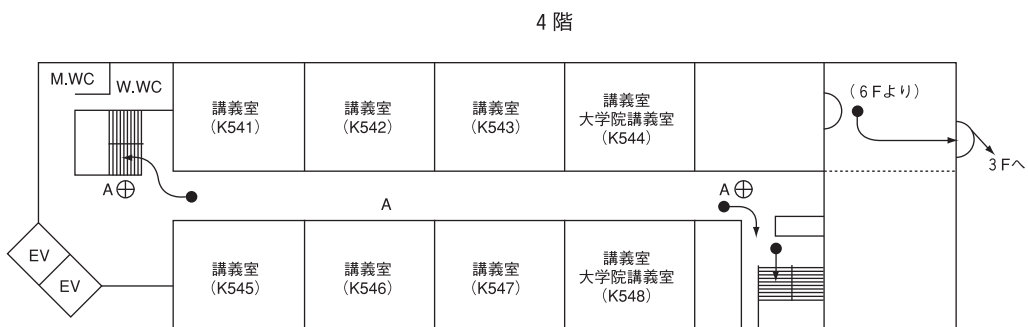 4階
M.WC
W.WC
講義室
(K541)
講義室
(K542)
講義室
(K543)
講義室
大学院講義室
(K544)
(6Fより)
3Fへ
A
A
A
EV
EV
講義室
(K545)
講義室
(K546)
講義室
(K547)
講義室
大学院講義室
(K548)